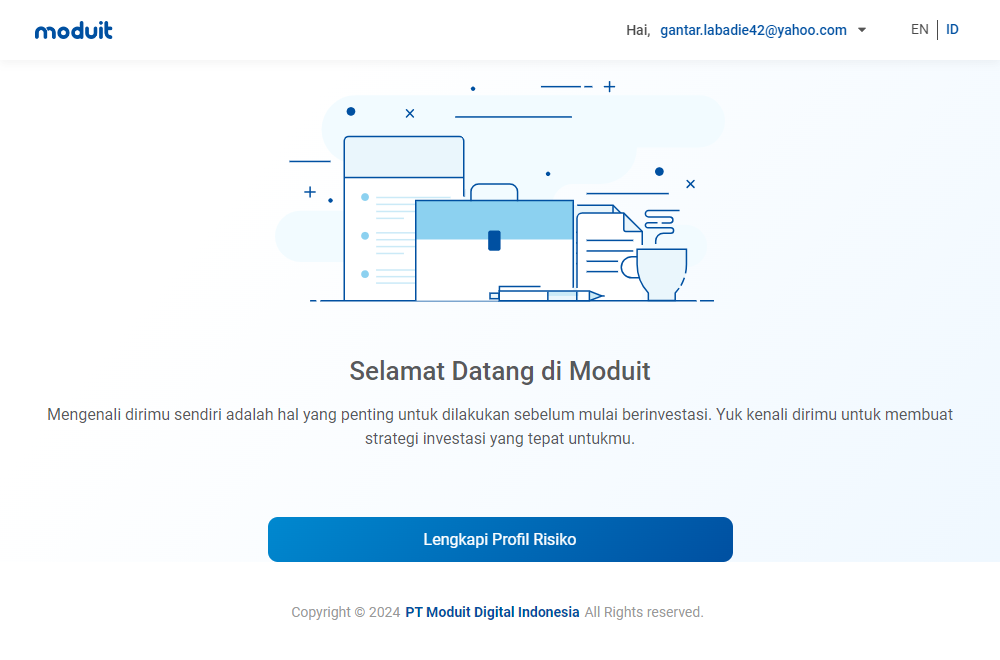 moduit
Hai, gantar.labadie42@yahoo.com
EN | ID
Selamat Datang di Moduit
Mengenali dirimu sendiri adalah hal yang penting untuk dilakukan sebelum mulai berinvestasi. Yuk kenali dirimu untuk membuat
strategi investasi yang tepat untukmu.
Lengkapi Profil Risiko
Copyright © 2024 PT Moduit Digital Indonesia All Rights reserved.